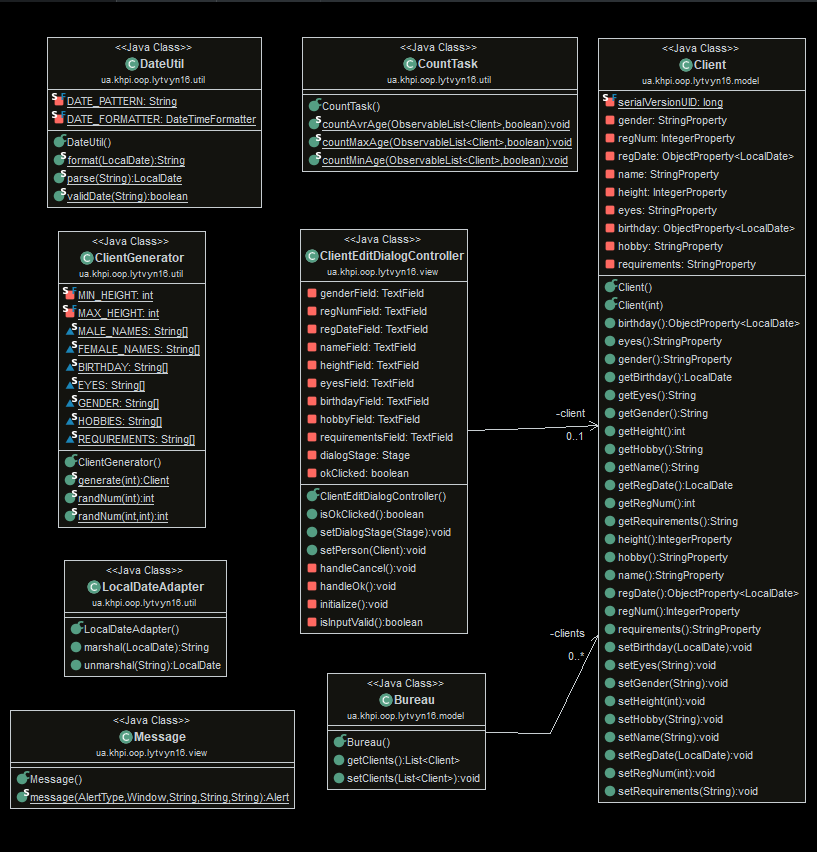 <<Java Class>>
DateUtil
ua.khpi.oop.lytvyn16.util
DATE_PATTERN: String
DATE_FORMATTER: DateTimeFormatter
DateUtil()
format(LocalDate):String
parse(String):LocalDate
validDate(String):boolean
<<Java Class>>
CountTask
ua.khpi.oop.lytvyn16.util
CountTask()
countAvrAge(ObservableList<Client>,boolean):void
countMaxAge(ObservableList<Client>,boolean):void
countMinAge(ObservableList<Client>,boolean):void
<<Java Class>>
Client
ua.khpi.oop.lytvyn16.model
serialVersionUID: long
gender: StringProperty
regNum: IntegerProperty
regDate: ObjectProperty<LocalDate>
name: StringProperty
height: IntegerProperty
eyes: StringProperty
birthday: ObjectProperty<LocalDate>
hobby: StringProperty
requirements: StringProperty
Client()
Client(int)
birthday():ObjectProperty<LocalDate>
eyes():StringProperty
gender():StringProperty
getBirthday():LocalDate
getEyes():String
getGender():String
getHeight():int
getHobby():String
getName():String
getRegDate():LocalDate
getRegNum():int
getRequirements():String
height():IntegerProperty
hobby():StringProperty
name():StringProperty
regDate():ObjectProperty<LocalDate>
regNum():IntegerProperty
requirements():StringProperty
setBirthday(LocalDate):void
setEyes(String):void
setGender(String):void
setHeight(int):void
setHobby(String):void
setName(String):void
setRegDate(LocalDate):void
setRegNum(int):void
setRequirements(String):void
<<Java Class>>
ClientGenerator
ua.khpi.oop.lytvyn16.util
MIN_HEIGHT: int
MAX_HEIGHT: int
MALE_NAMES: String[]
FEMALE_NAMES: String[]
BIRTHDAY: String[]
EYES: String[]
GENDER: String[]
HOBBIES: String[]
REQUIREMENTS: String[]
ClientGenerator()
generate(int):Client
randNum(int):int
randNum(int,int):int
<<Java Class>>
ClientEditDialogController
ua.khpi.oop.lytvyn16.view
genderField: TextField
regNumField: TextField
regDateField: TextField
nameField: TextField
heightField: TextField
eyesField: TextField
birthdayField: TextField
hobbyField: TextField
requirementsField: TextField
dialogStage: Stage
okClicked: boolean
ClientEditDialogController()
isOkClicked():boolean
setDialogStage(Stage):void
setPerson(Client):void
handleCancel():void
handleOk():void
initialize():void
isInputValid():boolean
-client
0..1
<<Java Class>>
LocalDateAdapter
ua.khpi.oop.lytvyn16.util
LocalDateAdapter()
marshal(LocalDate):String
unmarshal(String):LocalDate
-clients
0..*
<<Java Class>>
Bureau
ua.khpi.oop.lytvyn16.model
Bureau()
getClients():List<Client>
setClients(List<Client>):void
<<Java Class>>
Message
ua.khpi.oop.lytvyn16.view
Message()
message(AlertType,Window,String,String,String):Alert